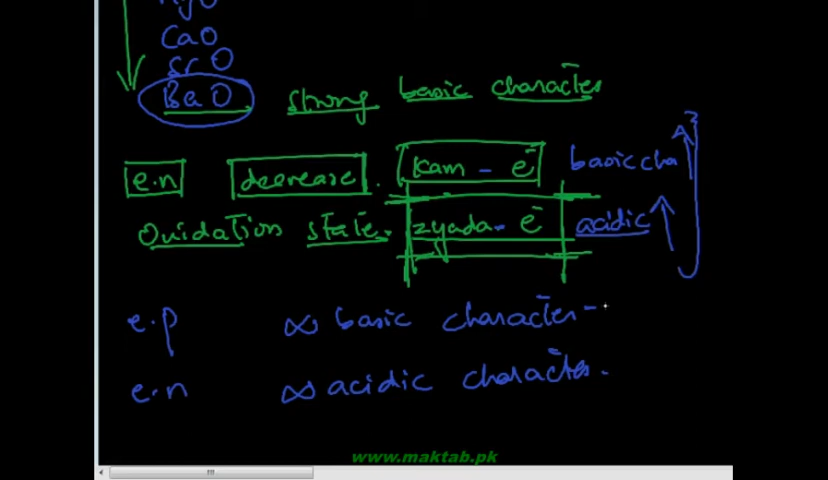 CaO
SrO
BaO strong basic character
e.n decrease. kam - e⁻ basic cha
Oxidation state. zyada - e⁻ acidic
e.p ∝ basic character -
e.n ∝ acidic character.
www.maktab.pk